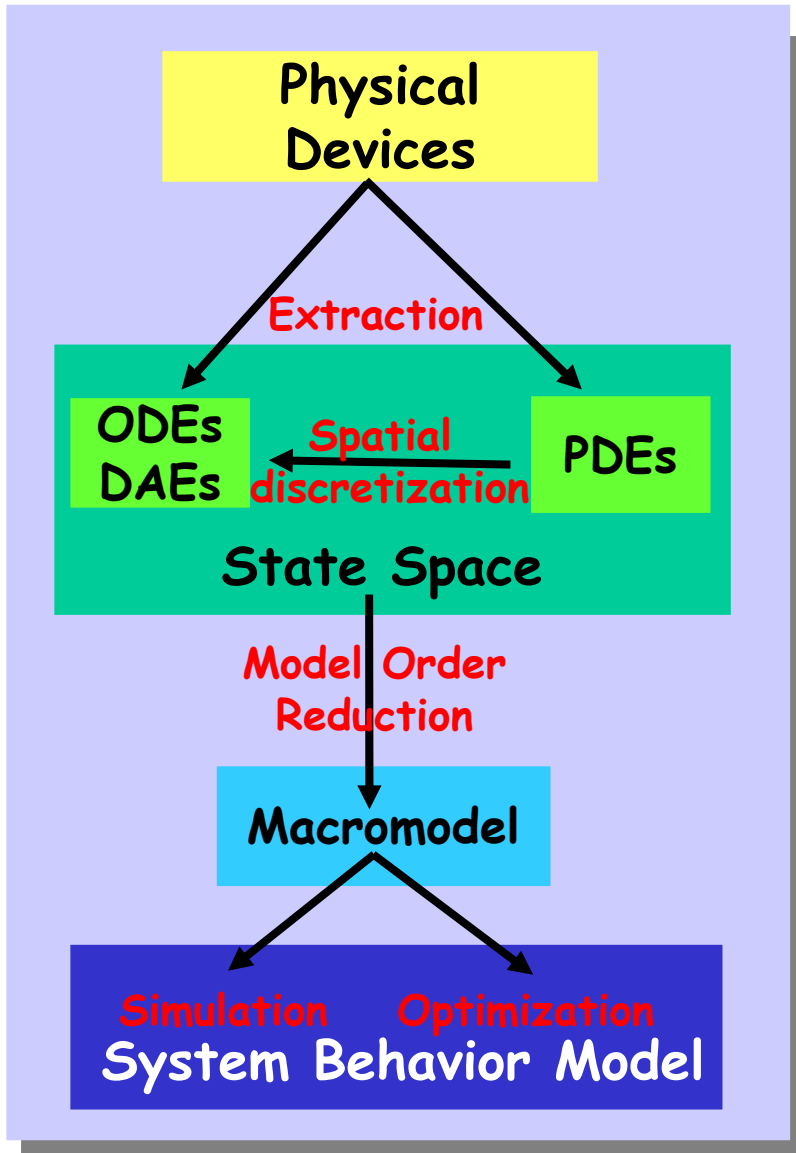 Physical
Devices
Extraction
ODEs
DAEs
Spatial
discretization
PDEs
State Space
Model Order
Reduction
Macromodel
Simulation
Optimization
System Behavior Model